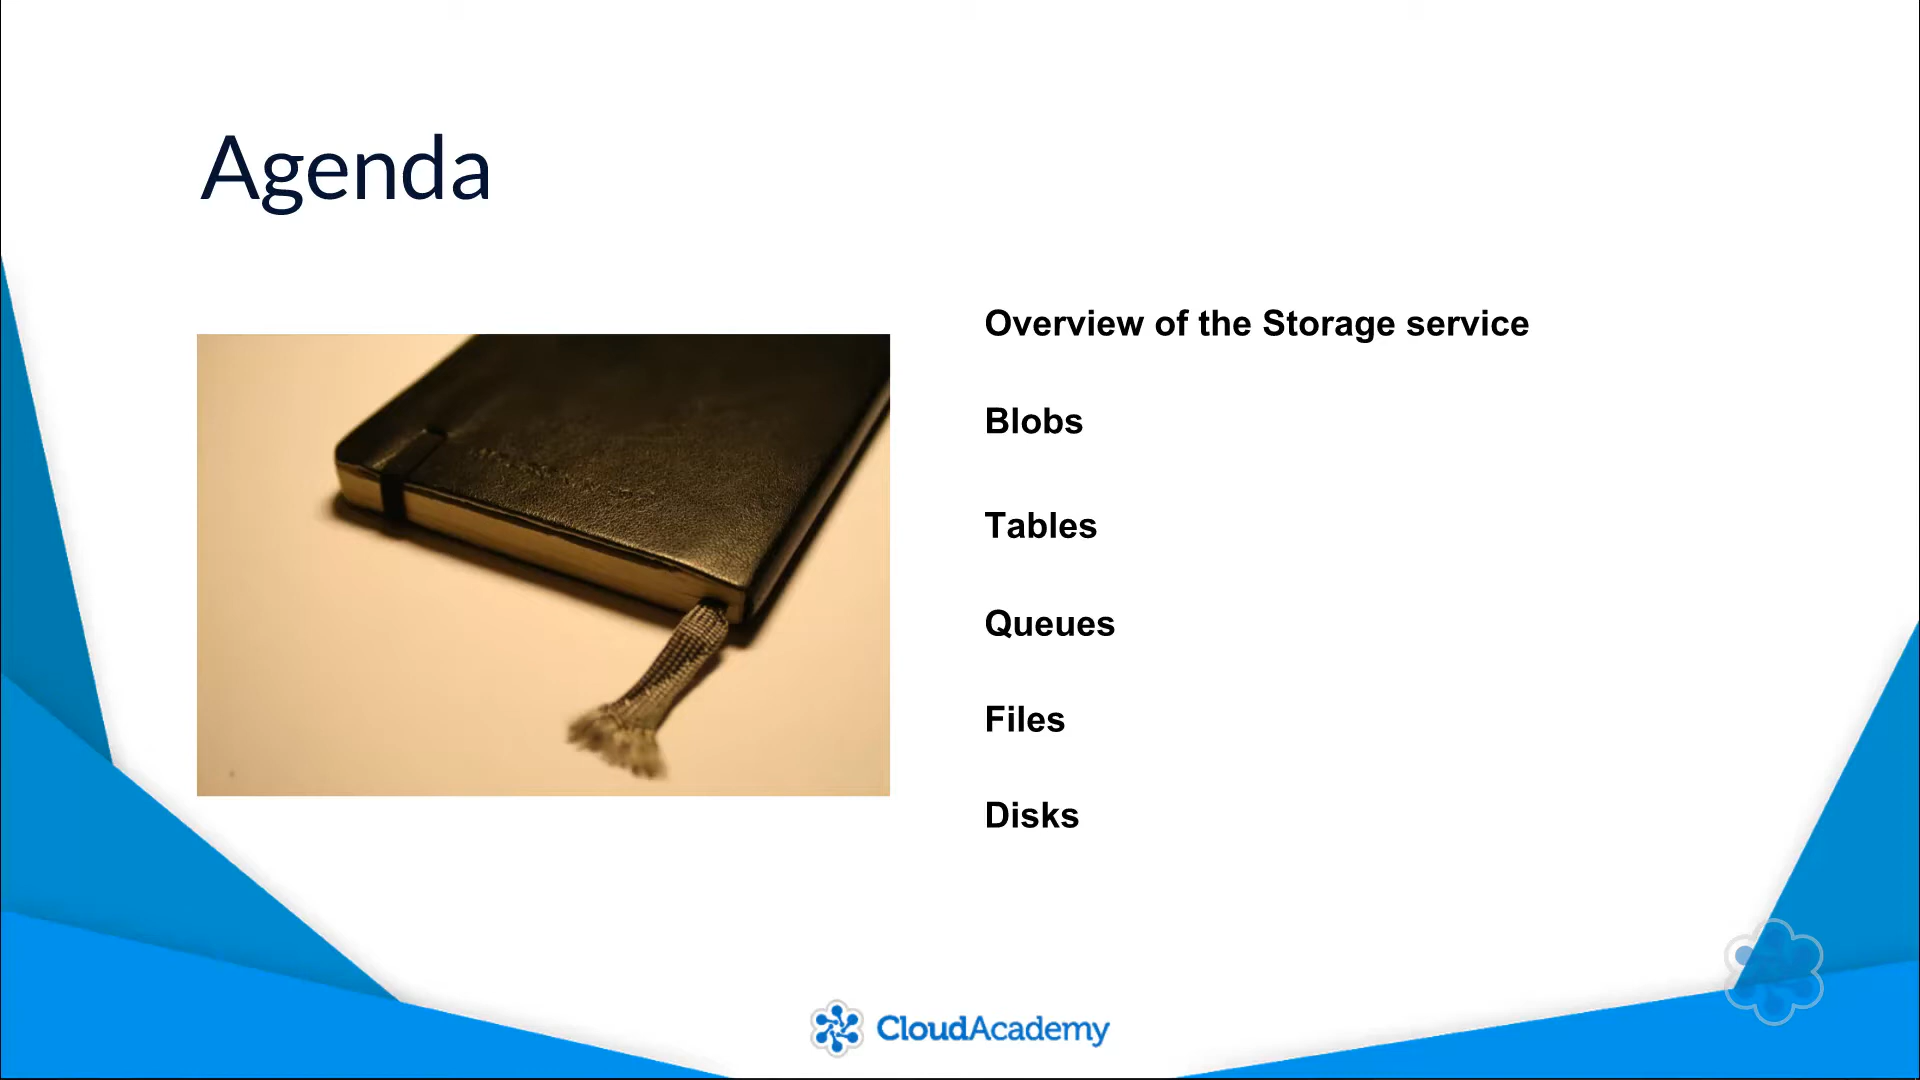 Agenda
Overview of the Storage service
Blobs
Tables
Queues
Files
Disks
CloudAcademy